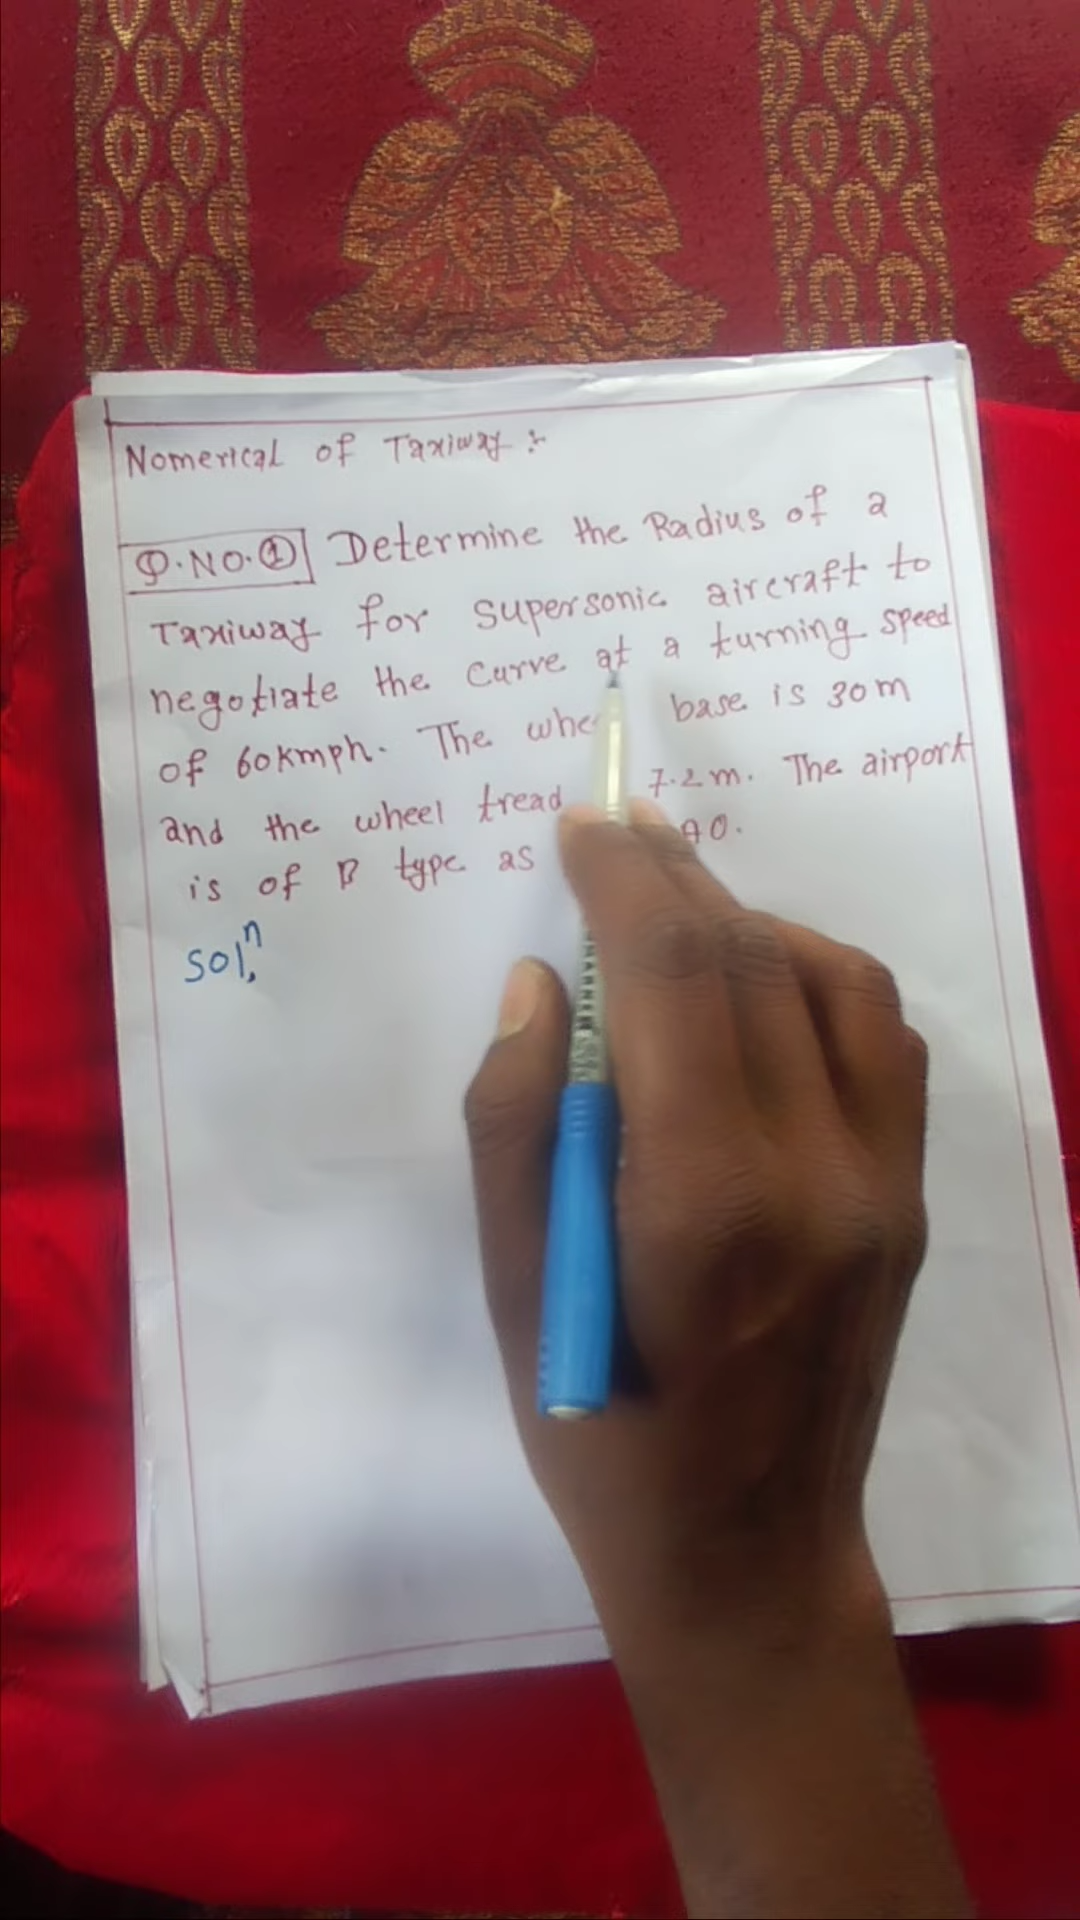 Nomerical of Taxiway :-
Q.NO.① Determine the Radius of a
Taxiway for supersonic aircraft to
negotiate the curve at a turning speed
of 60kmph. The base is 30m
and the wheel tread 7.2m. The airport
is of B type as AO.
Solⁿ.